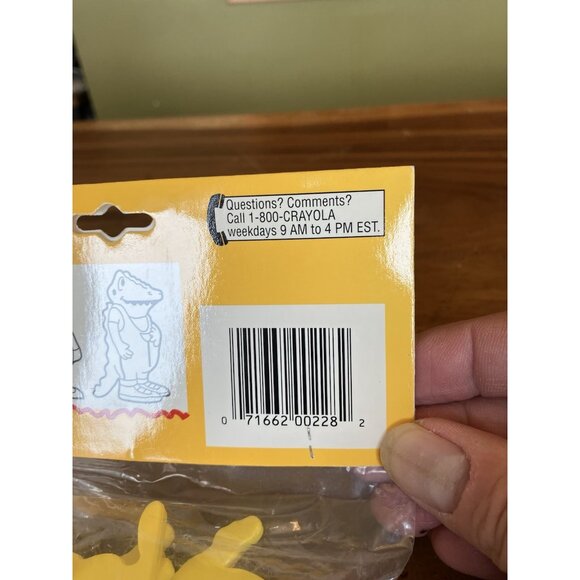 Questions? Comments?
Call 1-800-CRAYOLA
weekdays 9 AM to 4 PM EST.
0 71662 00228 2